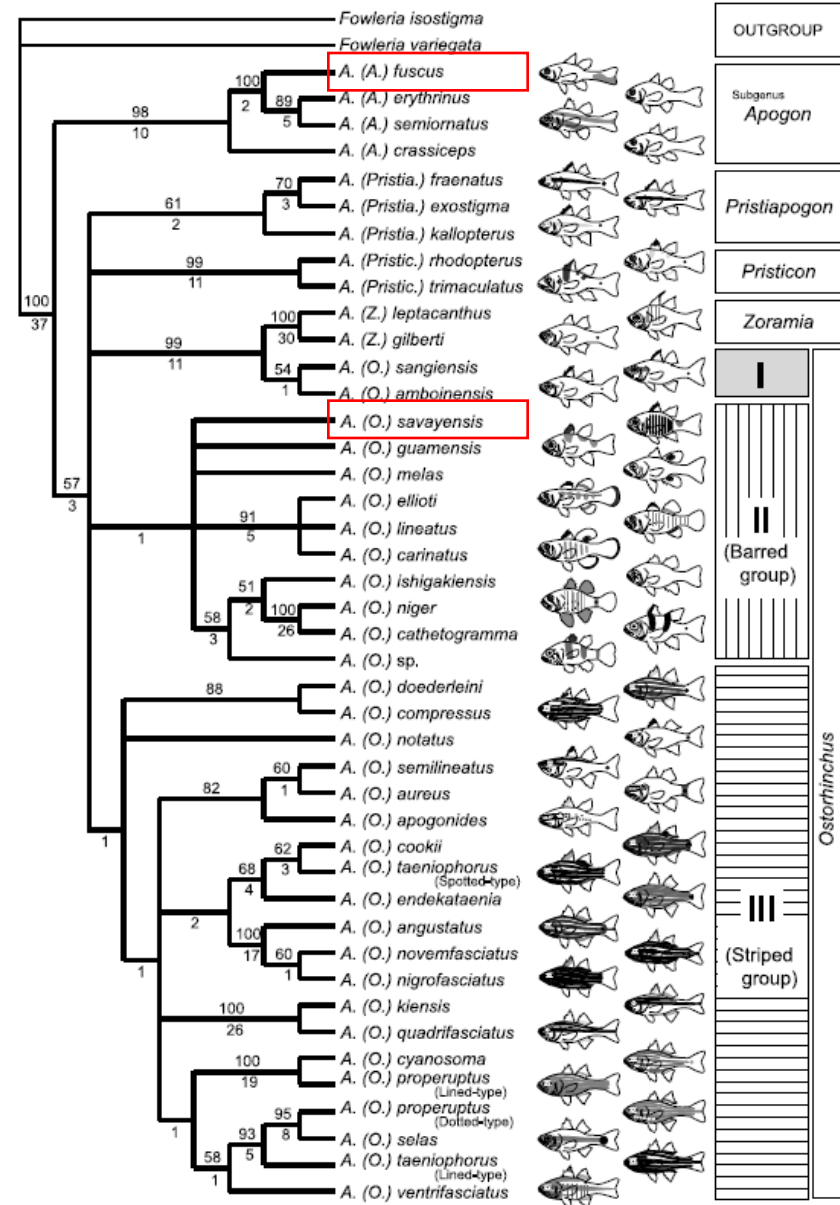 Fowleria isostigma
Fowleria variegata
A. (A.) fuscus
A. (A.) erythrinus
A. (A.) semiornatus
A. (A.) crassiceps
A. (Pristia.) fraenatus
A. (Pristia.) exostigma
A. (Pristia.) kallopterus
A. (Pristic.) rhodopterus
A. (Pristic.) trimaculatus
A. (Z.) leptacanthus
A. (Z.) gilberti
A. (O.) sangiensis
A. (O.) amboinensis
A. (O.) savayensis
A. (O.) guamensis
A. (O.) melas
A. (O.) ellioti
A. (O.) lineatus
A. (O.) carinatus
A. (O.) ishigakiensis
A. (O.) niger
A. (O.) cathetogramma
A. (O.) sp.
A. (O.) doederleini
A. (O.) compressus
A. (O.) notatus
A. (O.) semilineatus
A. (O.) aureus
A. (O.) apogonides
A. (O.) cookii
A. (O.) taeniophorus
(Spotted-type)
A. (O.) endekataenia
A. (O.) angustatus
A. (O.) novemfasciatus
A. (O.) nigrofasciatus
A. (O.) kiensis
A. (O.) quadrifasciatus
A. (O.) cyanosoma
A. (O.) properuptus
(Lined-type)
A. (O.) properuptus
(Dotted-type)
A. (O.) selas
A. (O.) taeniophorus
(Lined-type)
A. (O.) ventrifasciatus
100
37
98
10
100
2
89
5
57
3
61
2
70
3
99
11
99
11
100
30
54
1
1
91
5
58
3
51
2
100
26
1
88
1
82
60
1
2
68
4
62
3
100
17
60
1
100
26
1
100
19
58
1
93
5
95
8
OUTGROUP
Subgenus
Apogon
Pristiapogon
Pristicon
Zoramia
I
II
(Barred
group)
III
(Striped
group)
Ostorhinchus